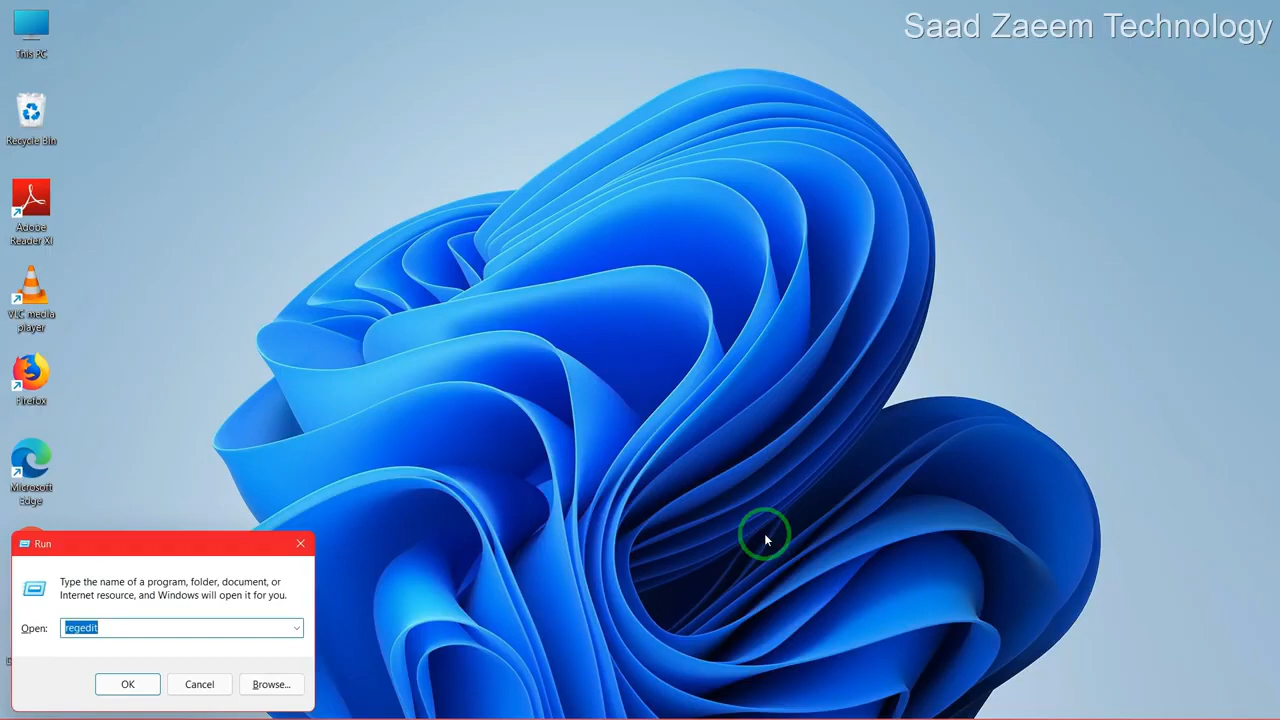 Saad Zaeem Technology
This PC
Recycle Bin
Adobe
Reader XI
VLC media
player
Firefox
Microsoft
Edge
Run
Type the name of a program, folder, document, or
Internet resource, and Windows will open it for you.
Open:
regedit
OK
Cancel
Browse...